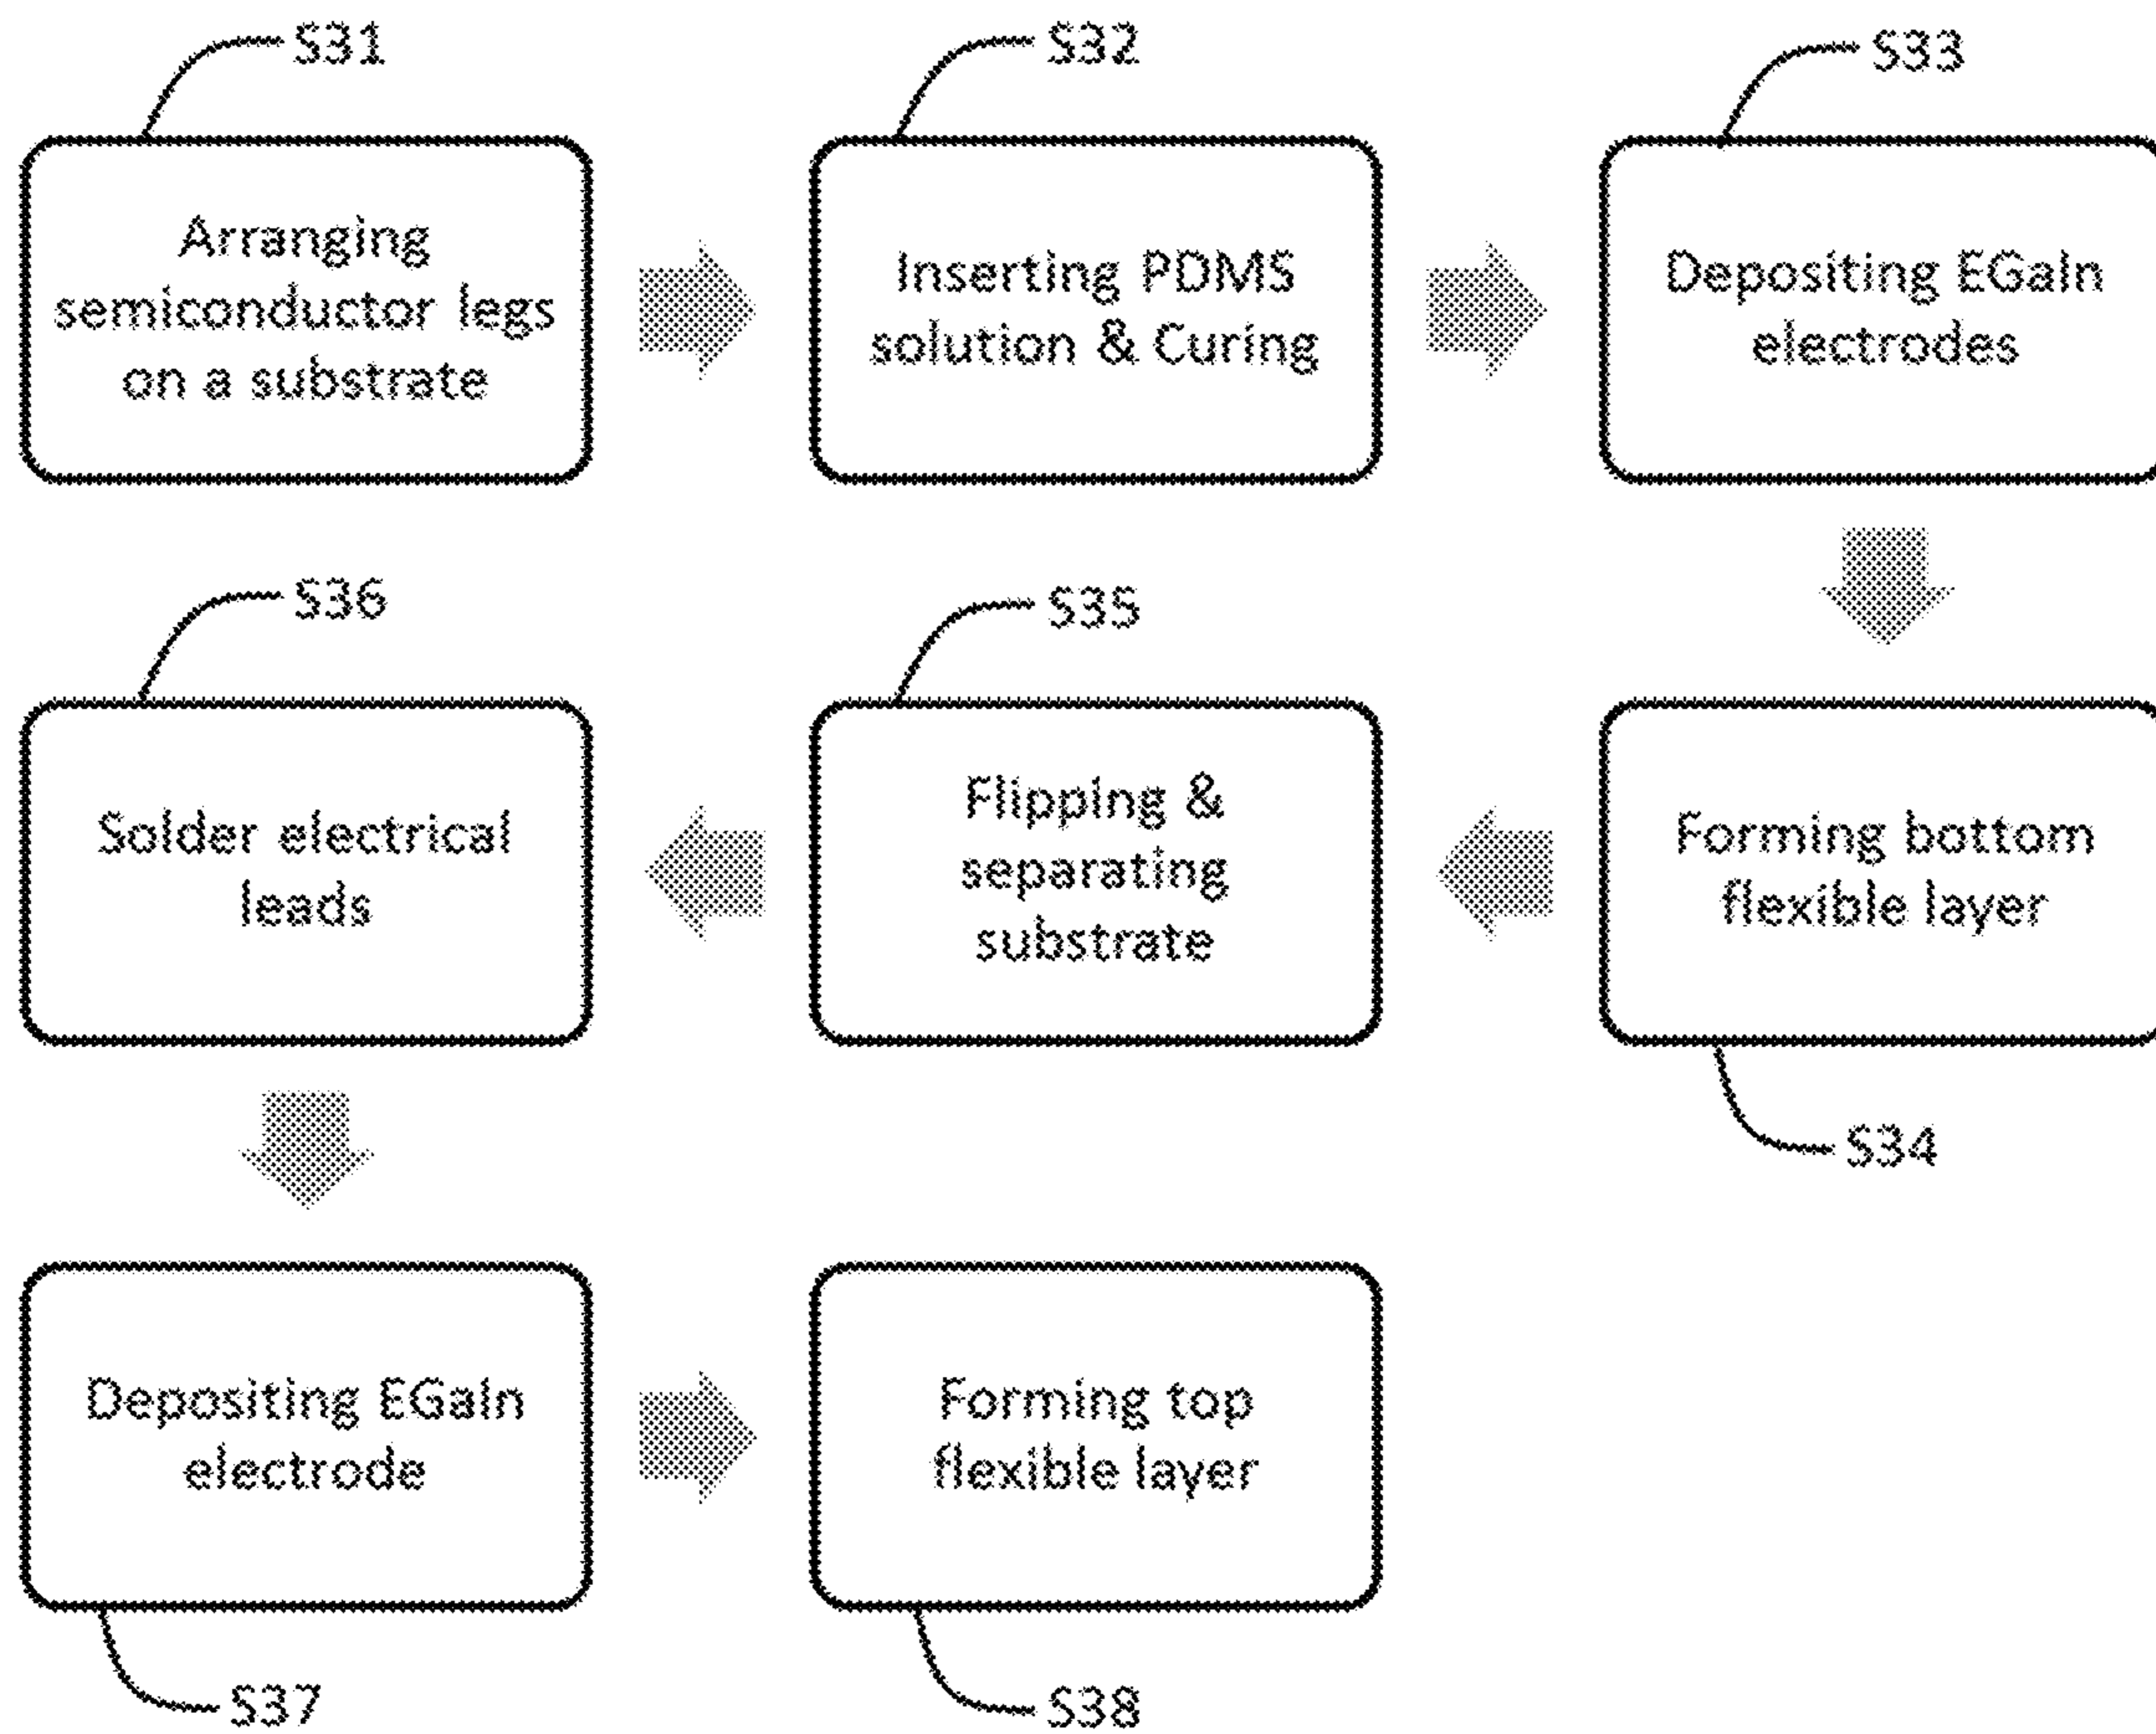 S31
Arranging
semiconductor legs
on a substrate
S32
Inserting PDMS
solution & Curing
S33
Depositing EGaIn
electrodes
S34
Forming bottom
flexible layer
S35
Flipping &
separating
substrate
S36
Solder electrical
leads
S37
Depositing EGaIn
electrode
S38
Forming top
flexible layer